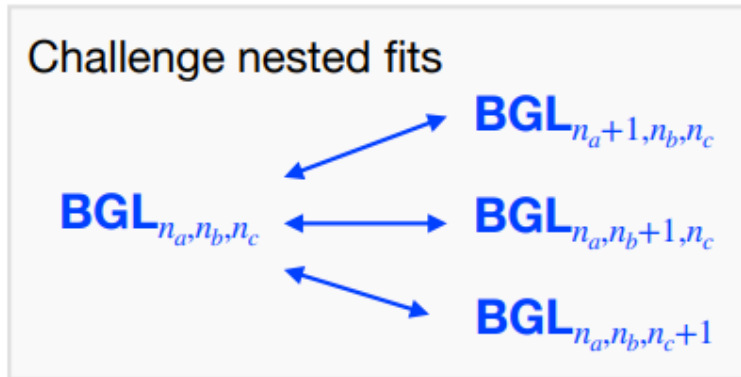 Challenge nested fits
BGL_{n_a+1,n_b,n_c}
BGL_{n_a,n_b,n_c}
BGL_{n_a,n_b+1,n_c}
BGL_{n_a,n_b,n_c+1}